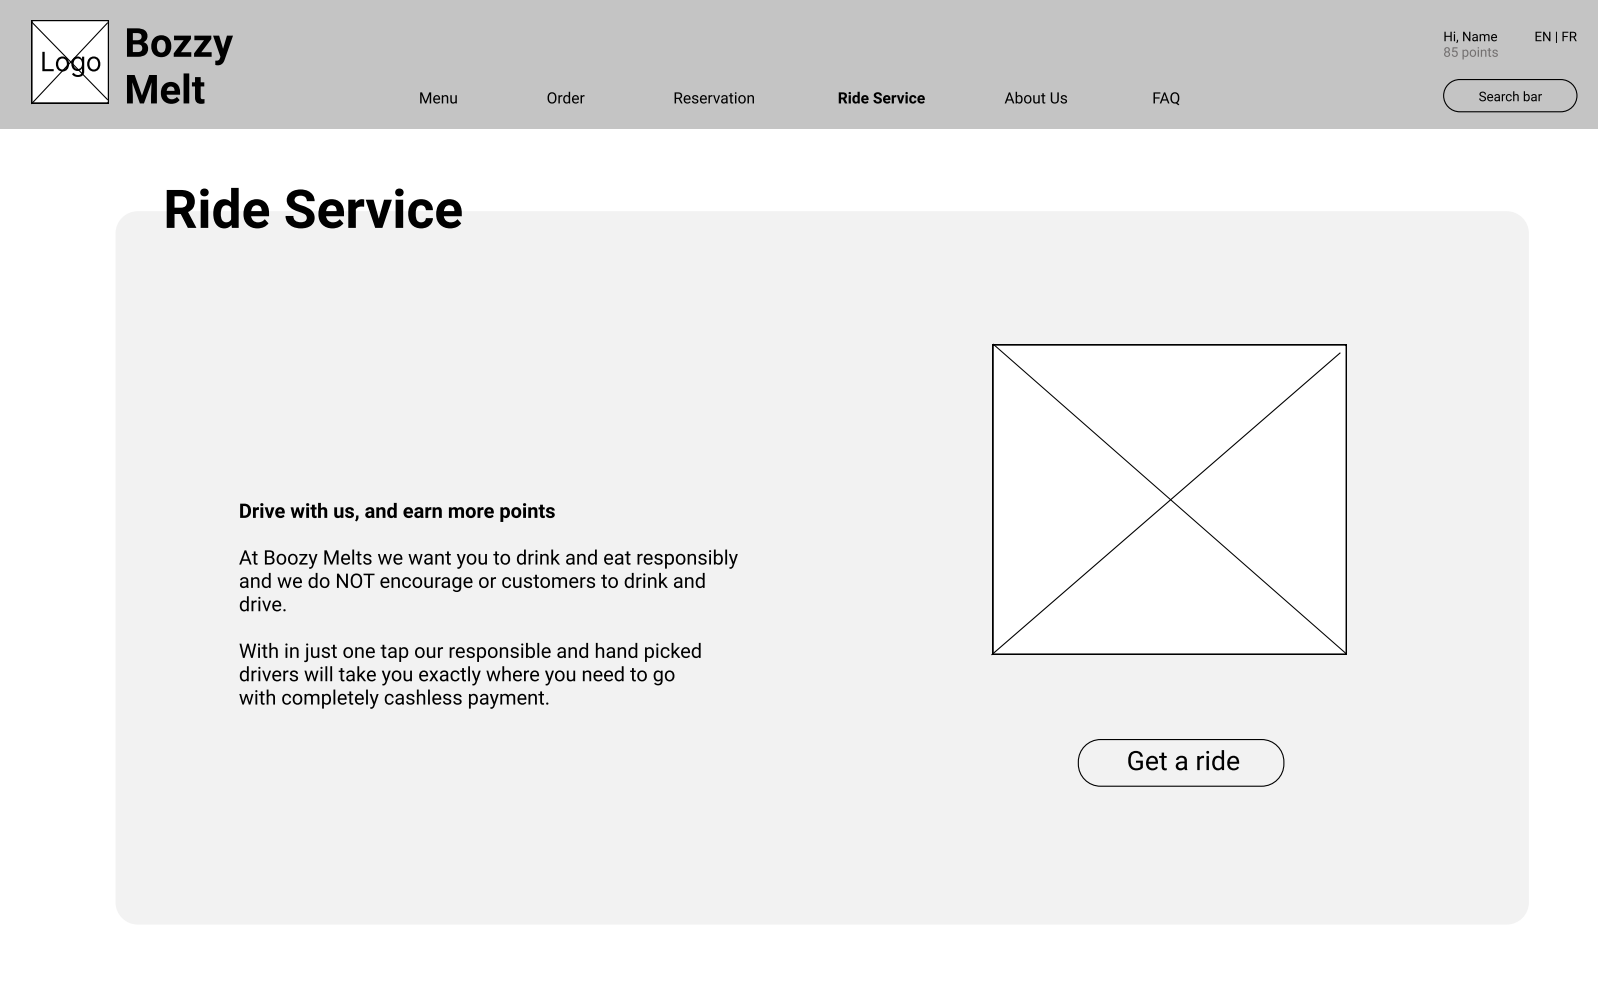 Logo
Bozzy
Melt
Menu
Order
Reservation
Ride Service
About Us
FAQ
Hi, Name
85 points
EN | FR
Search bar
Ride Service
Drive with us, and earn more points
At Boozy Melts we want you to drink and eat responsibly
and we do NOT encourage or customers to drink and
drive.
With in just one tap our responsible and hand picked
drivers will take you exactly where you need to go
with completely cashless payment.
Get a ride